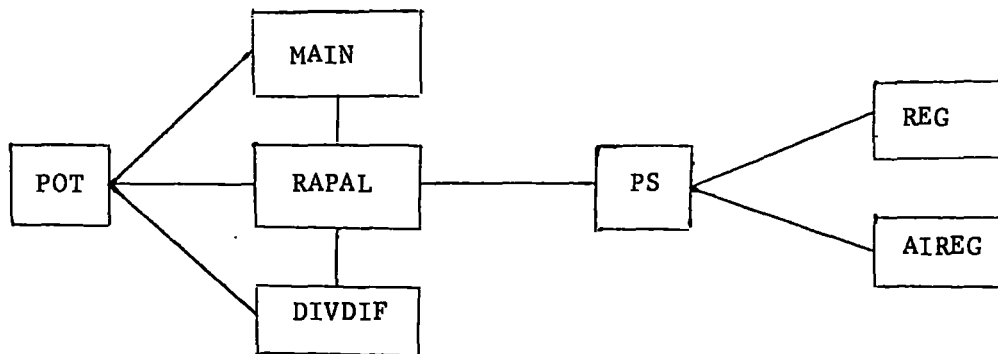 MAIN
REG
POT
RAPAL
PS
AIREG
DIVDIF